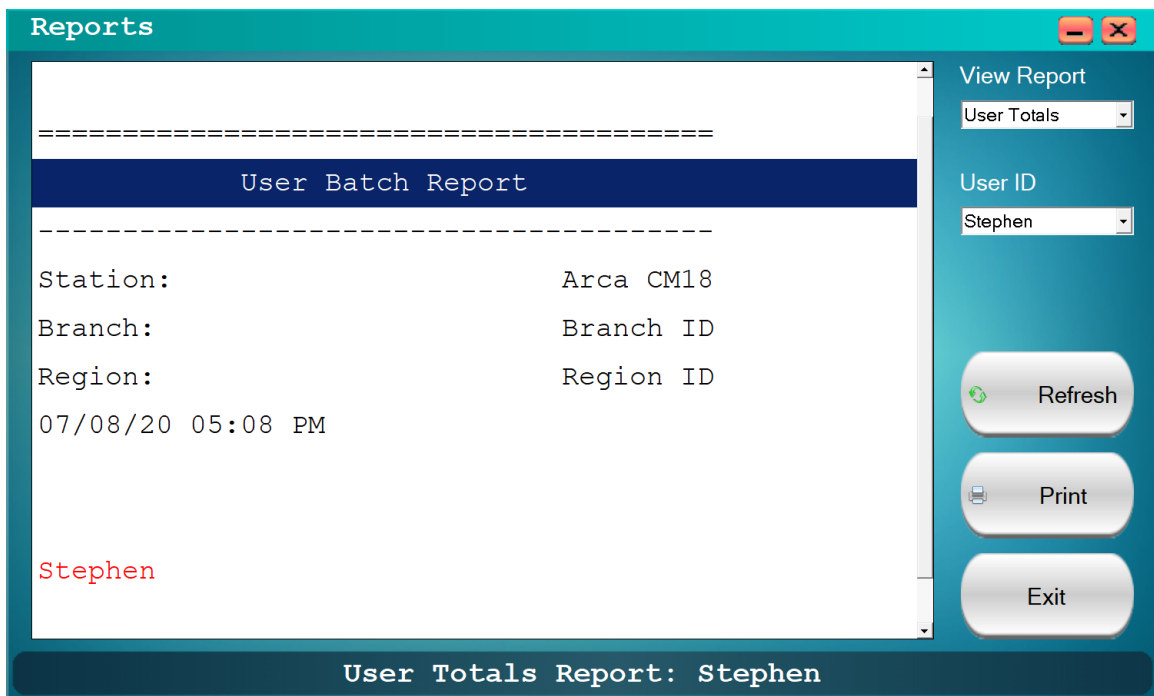 Reports
========================================
User Batch Report
----------------------------------------
Station: Arca CM18
Branch: Branch ID
Region: Region ID
07/08/20 05:08 PM
Stephen
View Report
User Totals
User ID
Stephen
Refresh
Print
Exit
User Totals Report: Stephen